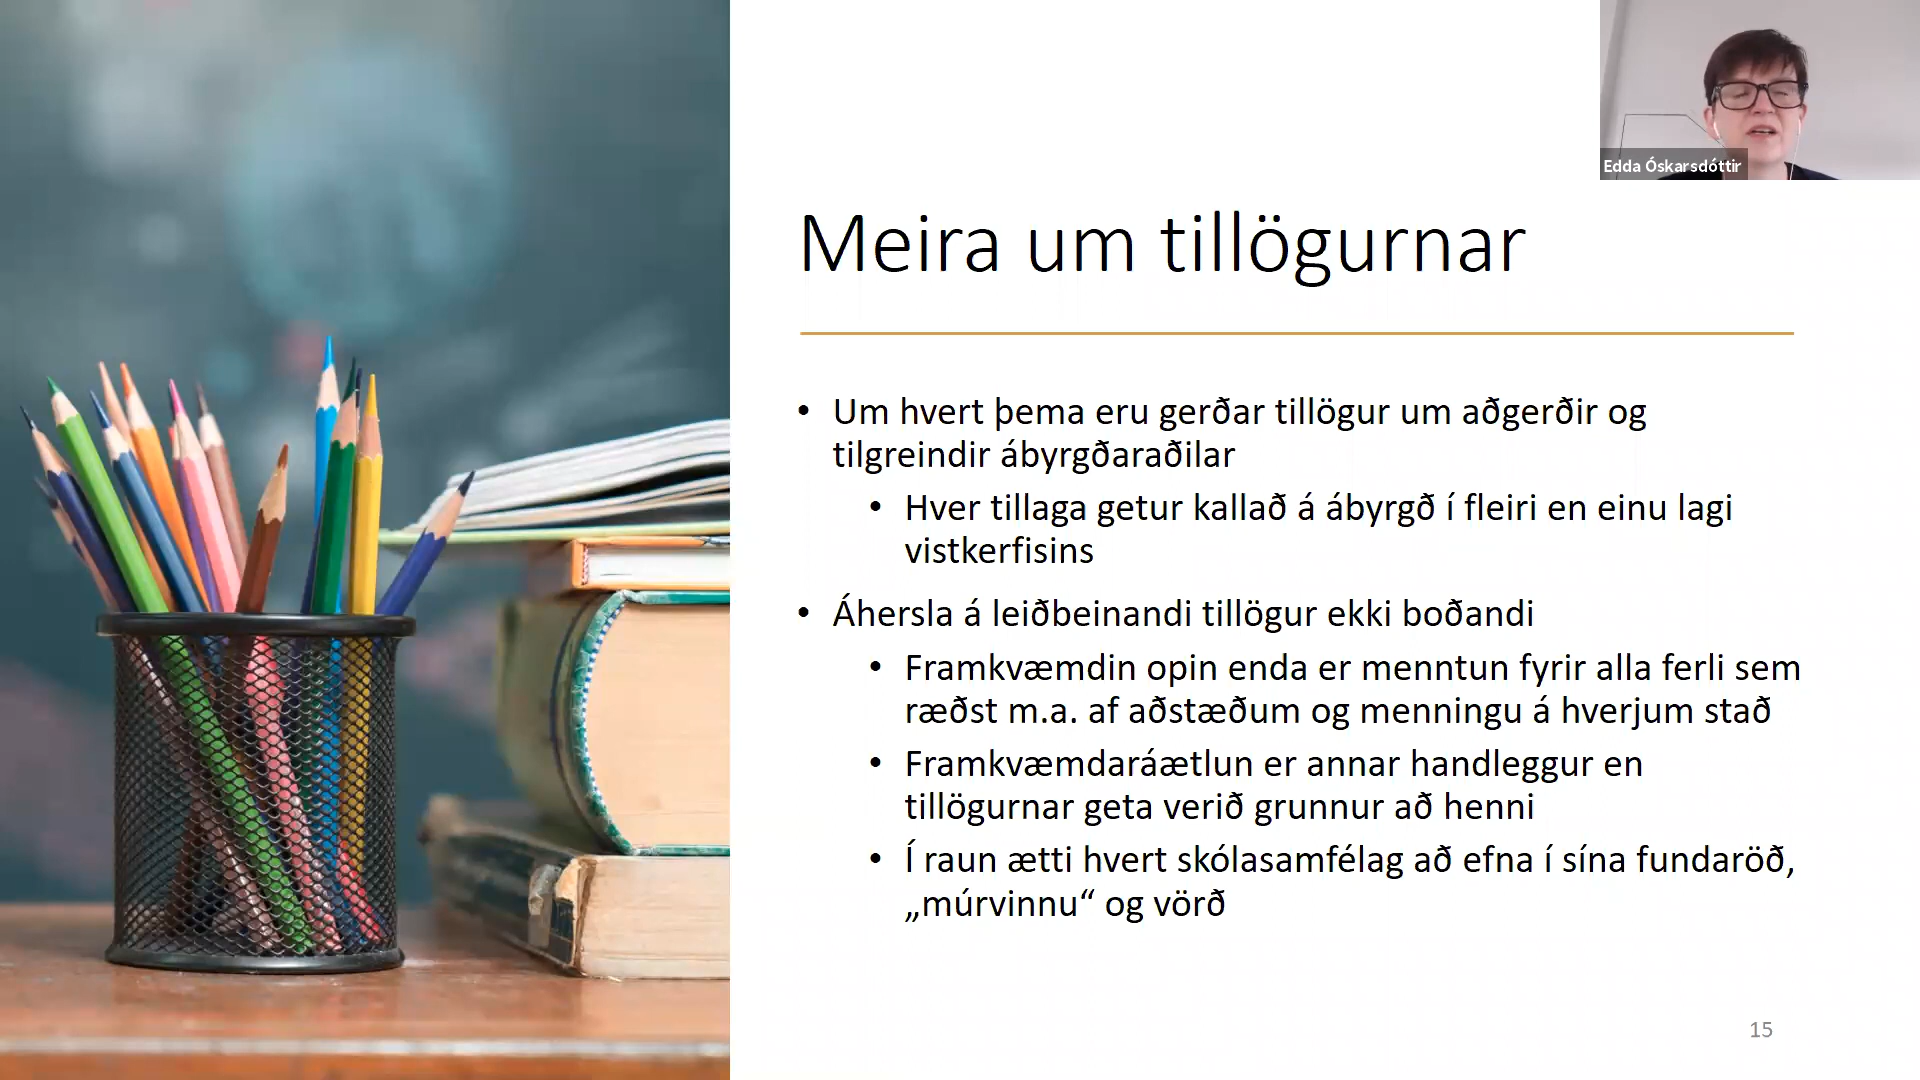 Edda Óskarsdóttir
Meira um tillögurnar
• Um hvert þema eru gerðar tillögur um aðgerðir og
tilgreindir ábyrgðaraðilar
• Hver tillaga getur kallað á ábyrgð í fleiri en einu lagi
vistkerfisins
• Áhersla á leiðbeinandi tillögur ekki boðandi
• Framkvæmdin opin enda er menntun fyrir alla ferli sem
ræðst m.a. af aðstæðum og menningu á hverjum stað
• Framkvæmdaráætlun er annar handleggur en
tillögurnar geta verið grunnur að henni
• Í raun ætti hvert skólasamfélag að efna í sína fundaröð,
„múrvinnu“ og vörð
15